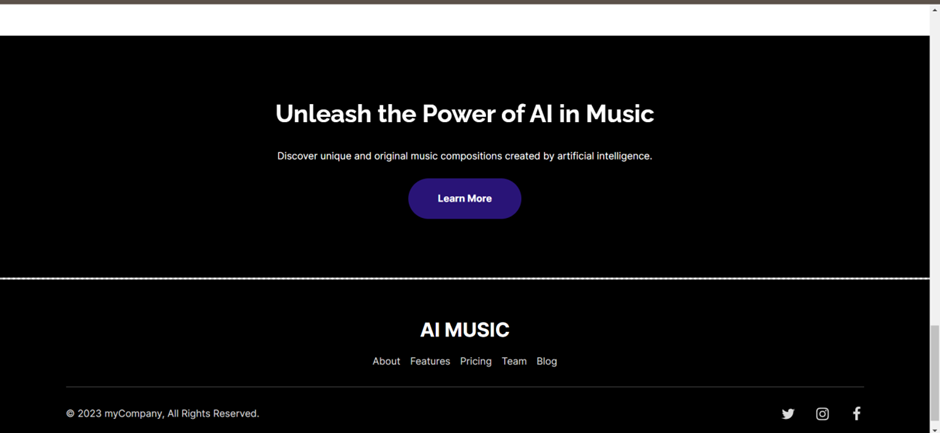 Unleash the Power of AI in Music
Discover unique and original music compositions created by artificial intelligence.
Learn More
AI MUSIC
About Features Pricing Team Blog
© 2023 myCompany, All Rights Reserved.